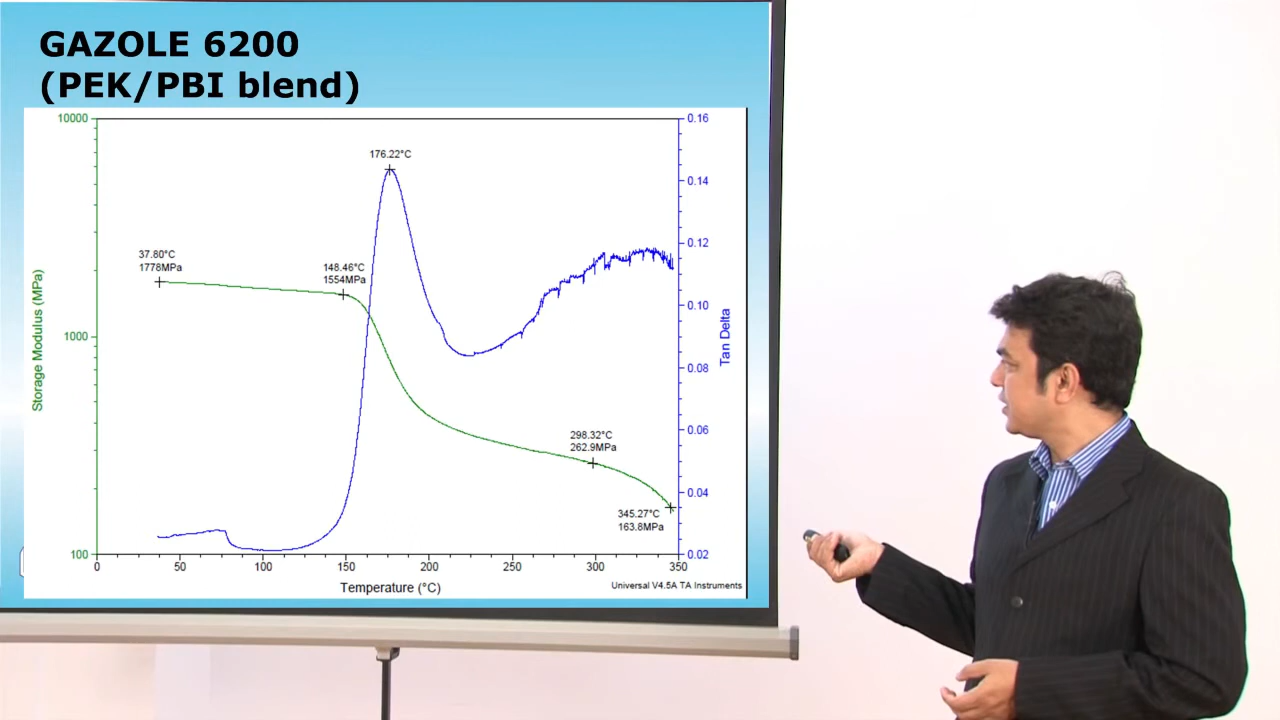 GAZOLE 6200
(PEK/PBI blend)
10000
1000
100
Storage Modulus (MPa)
37.80°C
1778MPa
148.46°C
1554MPa
176.22°C
298.32°C
262.9MPa
345.27°C
163.8MPa
0.16
0.14
0.12
0.10
0.08
0.06
0.04
0.02
Tan Delta
0 50 100 150 200 250 300 350
Temperature (°C)
Universal V4.5A TA Instruments